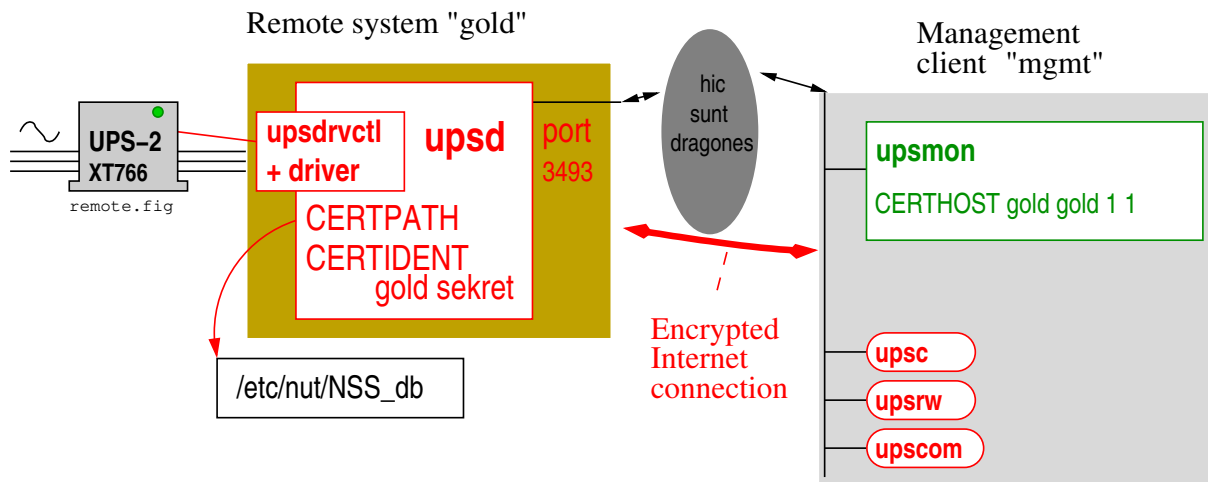 Remote system "gold"
UPS−2
XT766
remote.fig
upsdrvctl
+ driver
upsd
port
3493
CERTPATH
CERTIDENT
gold sekret
/etc/nut/NSS_db
hic
sunt
dragones
Encrypted
Internet
connection
Management
client "mgmt"
upsmon
CERTHOST gold gold 1 1
upsc
upsrw
upscom